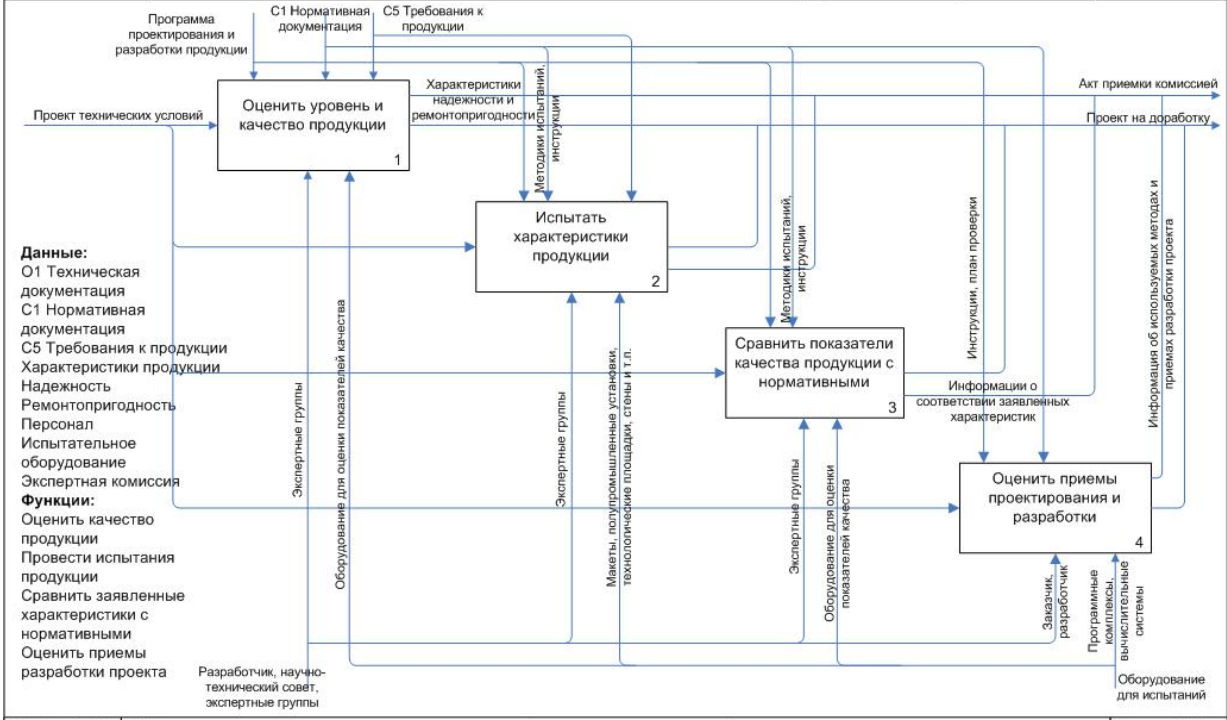 Программа
проектирования и
разработки продукции
С1 Нормативная
документация
С5 Требования к
продукции
Проект технических условий
Оценить уровень и
качество продукции
1
Характеристики
надежности и
ремонтопригодности
Акт приемки комиссией
Проект на доработку
Методики испытаний,
инструкции
Испытать
характеристики
продукции
2
Методики испытаний,
инструкции
Инструкции, план проверки
Информация об используемых методах и
приемах разработки проекта
Данные:
О1 Техническая
документация
С1 Нормативная
документация
С5 Требования к продукции
Характеристики продукции
Надежность
Ремонтопригодность
Персонал
Испытательное
оборудование
Экспертная комиссия
Функции:
Оценить качество
продукции
Провести испытания
продукции
Сравнить заявленные
характеристики с
нормативными
Оценить приемы
разработки проекта
Экспертные группы
Оборудование для оценки показателей качества
Экспертные группы
Макеты, полупромышленные установки,
технологические площадки, стены и т.п.
Сравнить показатели
качества продукции с
нормативными
3
Информации о
соответствии заявленных
характеристик
Экспертные группы
Оборудование для оценки
показателей качества
Оценить приемы
проектирования и
разработки
4
Заказчик,
разработчик
Программные
комплексы,
вычислительные
системы
Разработчик, научно-
технический совет,
экспертные группы
Оборудование
для испытаний